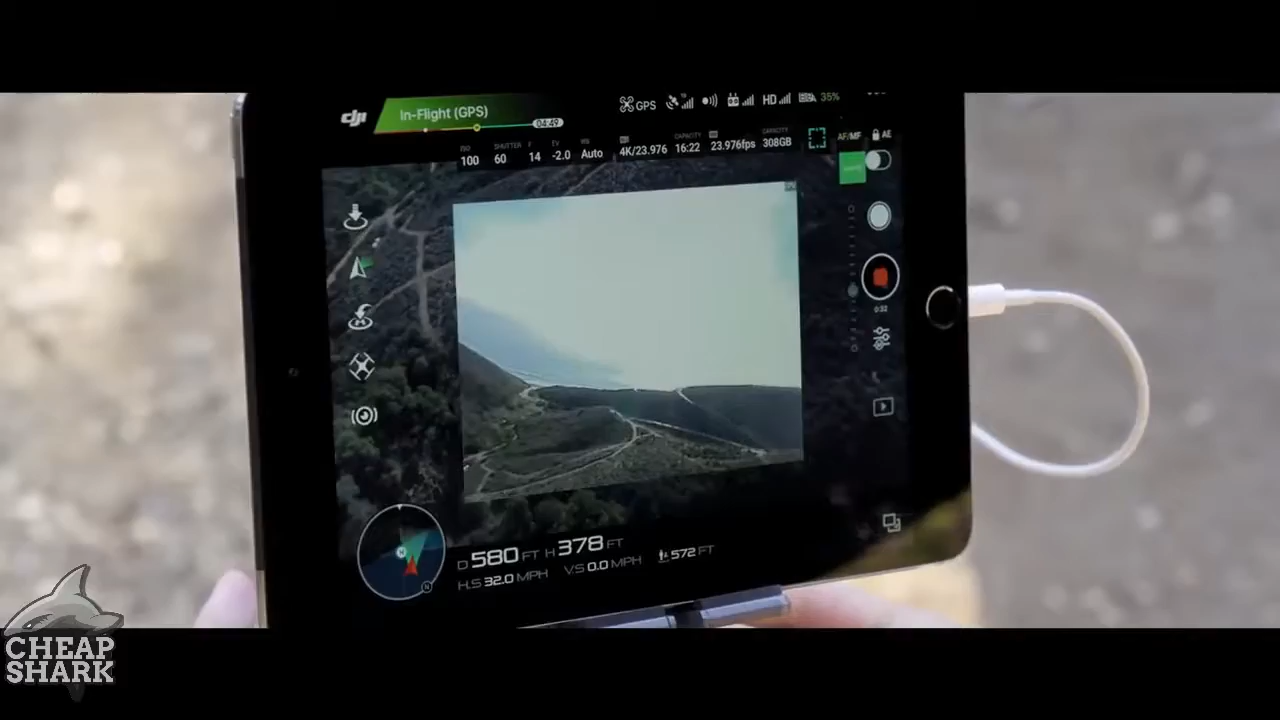 dji In-Flight (GPS) 04:49 GPS HD 35%
ISO SHUTTER F EV WB CAPACITY CAPACITY AF/MF AE
100 60 14 -2.0 Auto 4K/23.976 16:22 23.976fps 308GB
0:32
N
D 580 FT H 378 FT 572 FT
H.S 32.0 MPH V.S 0.0 MPH
CHEAP
SHARK